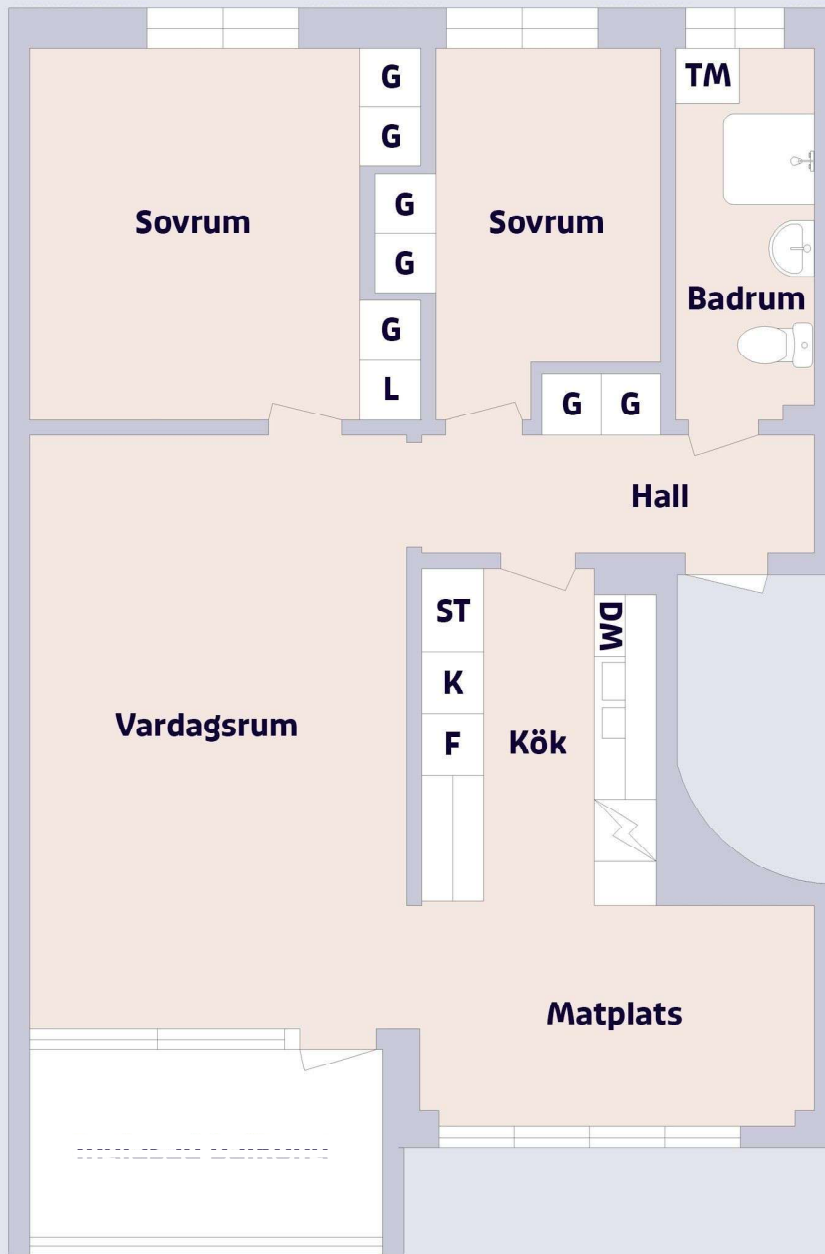 G
TM
G
G
Sovrum
Sovrum
G
Badrum
G
L
G
G
Hall
ST
DM
K
Vardagsrum
F
Kök
Matplats